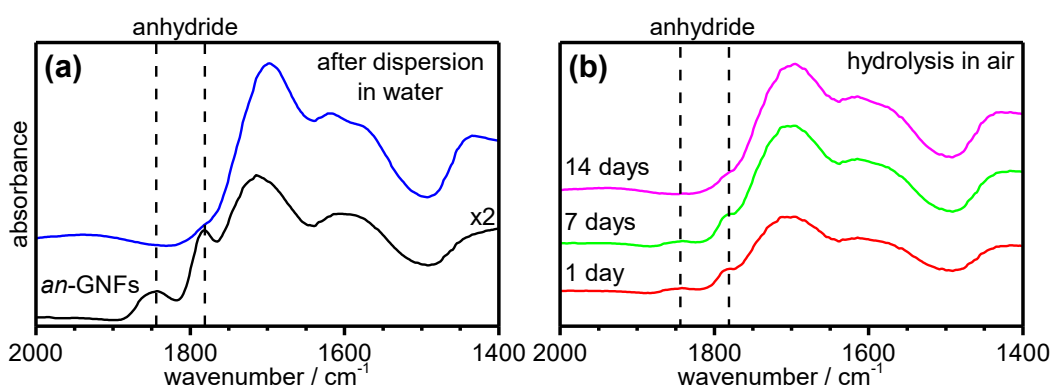 anhydride
(a)
after dispersion
in water
x2
an-GNFs
absorbance
2000 1800 1600 1400
wavenumber / cm⁻¹
anhydride
(b)
hydrolysis in air
14 days
7 days
1 day
2000 1800 1600 1400
wavenumber / cm⁻¹